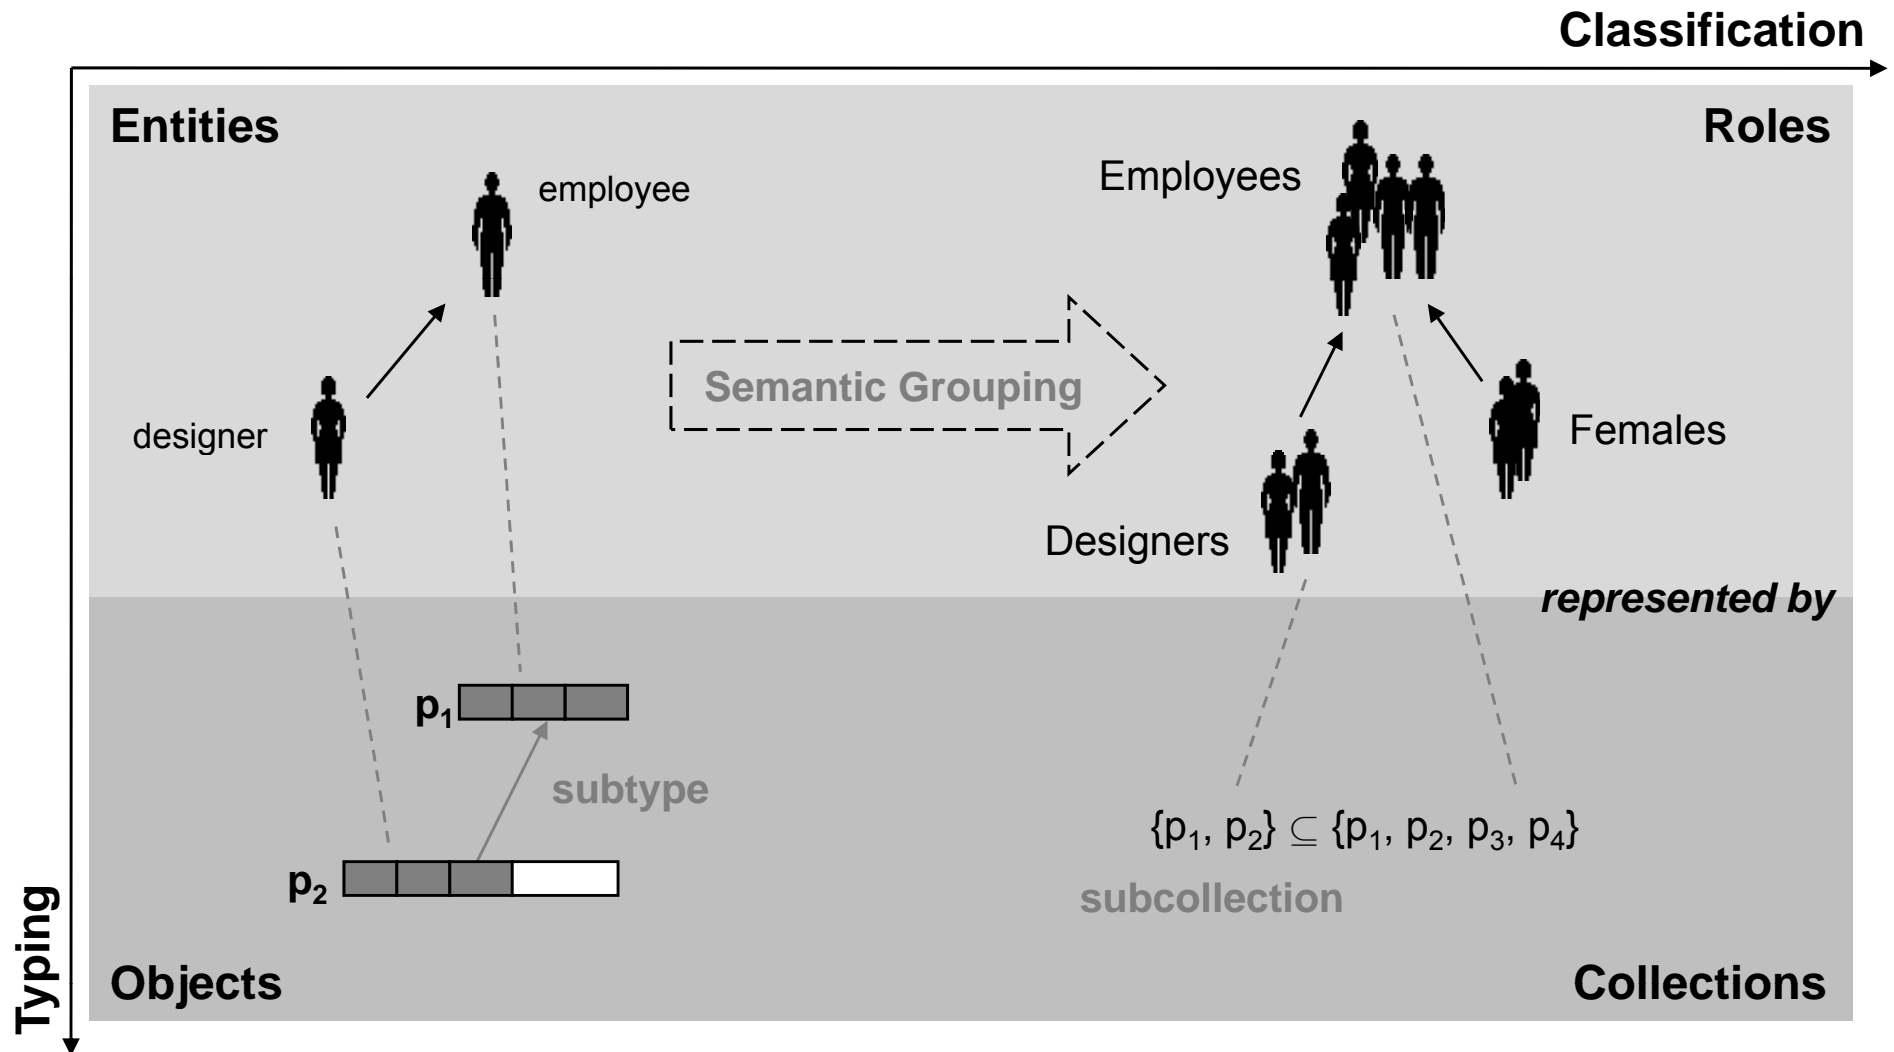 Classification
Entities
Roles
employee
Employees
designer
Semantic Grouping
Females
Designers
represented by
p₁
subtype
p₂
{p₁, p₂} ⊆ {p₁, p₂, p₃, p₄}
subcollection
Typing
Objects
Collections